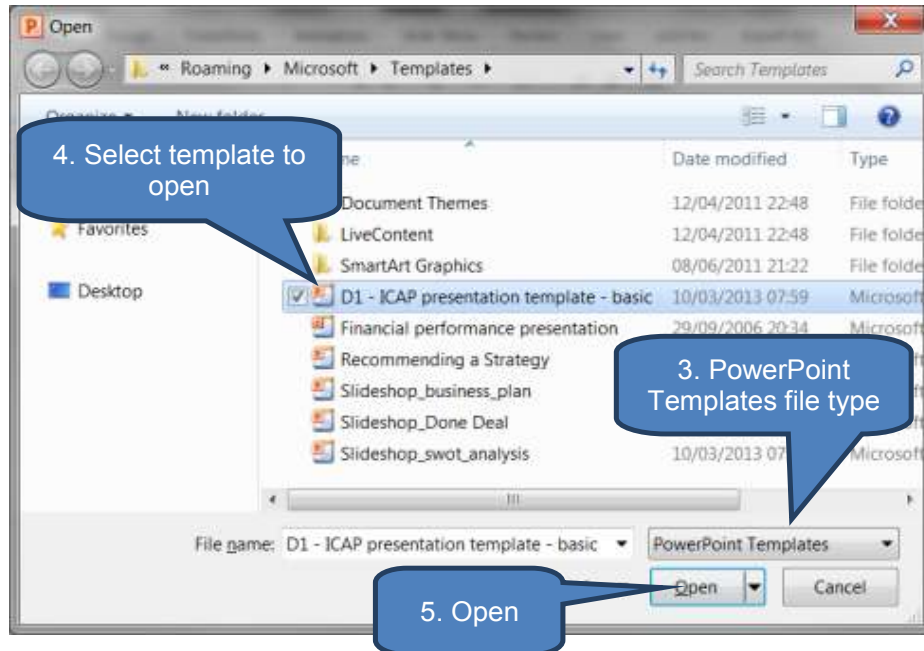 Open
« Roaming ▸ Microsoft ▸ Templates ▸ Search Templates
4. Select template to
open
Date modified Type
Document Themes 12/04/2011 22:48 File folde
Favorites
LiveContent 12/04/2011 22:48 File folde
SmartArt Graphics 08/06/2011 21:22 File folde
Desktop
D1 - ICAP presentation template - basic 10/03/2013 07:59 Microsoft
Financial performance presentation 29/09/2006 20:34 Microsoft
Recommending a Strategy
3. PowerPoint
Templates file type
Slideshop_business_plan
Slideshop_Done Deal
Slideshop_swot_analysis 10/03/2013 07 Microsoft
File name: D1 - ICAP presentation template - basic PowerPoint Templates
Open Cancel
5. Open